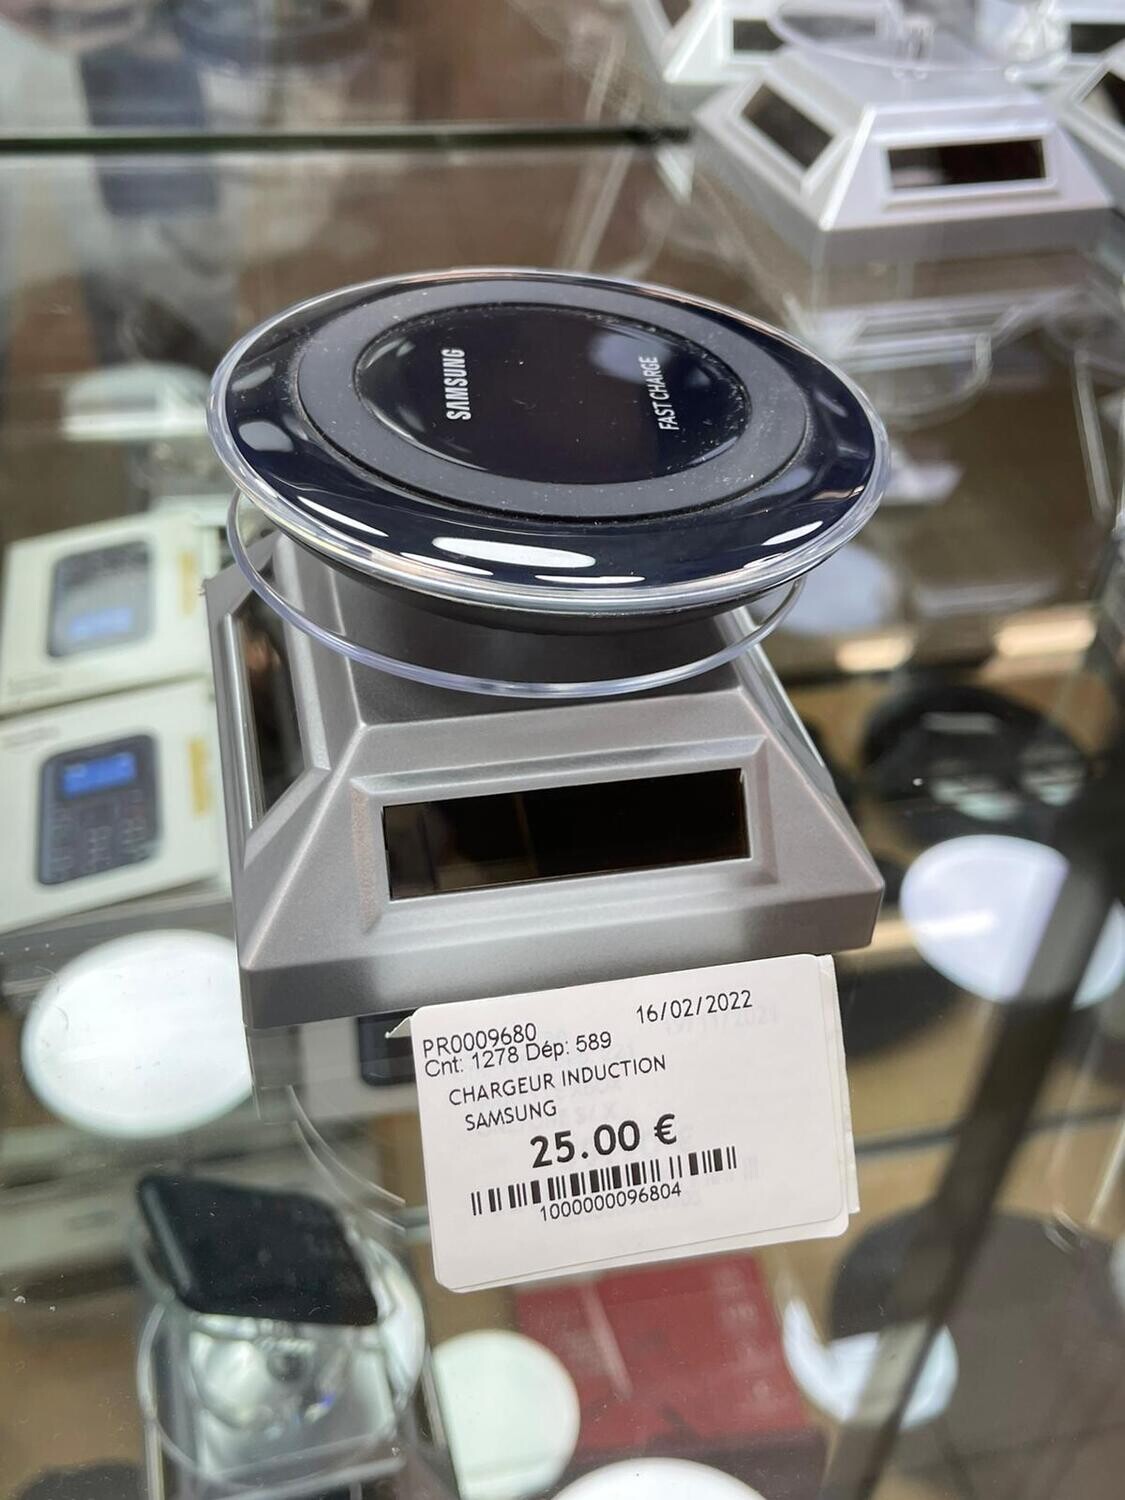 SAMSUNG
FAST CHARGE
16/02/2022
PR0009680
Cnt: 1278 Dép: 589
CHARGEUR INDUCTION
SAMSUNG
25.00 €
1000000096804